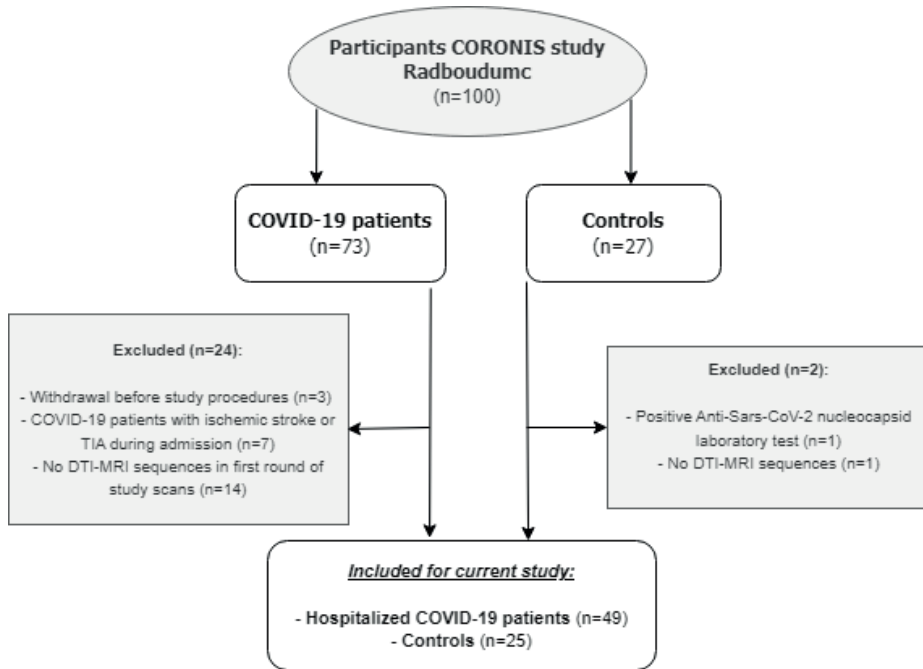 Participants CORONIS study
Radboudumc
(n=100)
COVID-19 patients
(n=73)
Controls
(n=27)
Excluded (n=24):
- Withdrawal before study procedures (n=3)
- COVID-19 patients with ischemic stroke or
TIA during admission (n=7)
- No DTI-MRI sequences in first round of
study scans (n=14)
Excluded (n=2):
- Positive Anti-Sars-CoV-2 nucleocapsid
laboratory test (n=1)
- No DTI-MRI sequences (n=1)
Included for current study:
- Hospitalized COVID-19 patients (n=49)
- Controls (n=25)